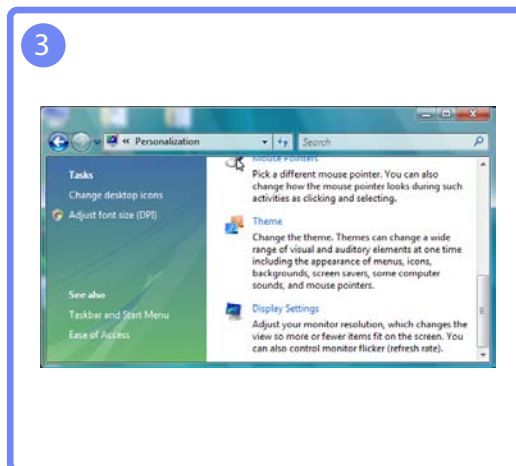 3
« Personalization
Search
Tasks
Change desktop icons
Adjust font size (DPI)
See also
Taskbar and Start Menu
Ease of Access
Mouse Pointers
Pick a different mouse pointer. You can also
change how the mouse pointer looks during such
activities as clicking and selecting.
Theme
Change the theme. Themes can change a wide
range of visual and auditory elements at one time
including the appearance of menus, icons,
backgrounds, screen savers, some computer
sounds, and mouse pointers.
Display Settings
Adjust your monitor resolution, which changes the
view so more or fewer items fit on the screen. You
can also control monitor flicker (refresh rate).